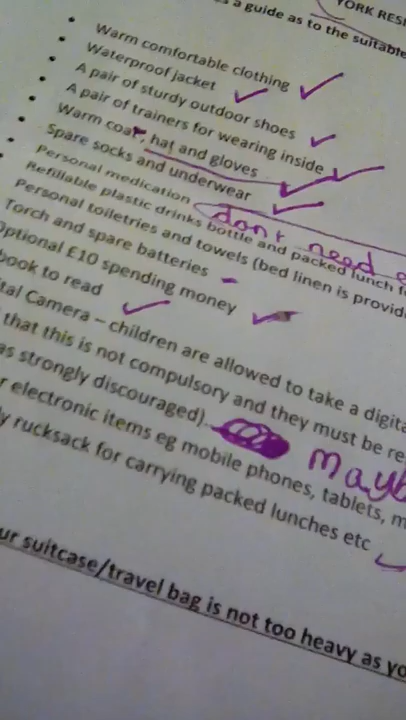 YORK RESI
s a guide as to the suitable
• Warm comfortable clothing
• Waterproof jacket
• A pair of sturdy outdoor shoes
• A pair of trainers for wearing inside
• Warm coat, hat and gloves
• Spare socks and underwear
• Personal medication don't need
• Refillable plastic drinks bottle and packed lunch f
Personal toiletries and towels (bed linen is provid
Torch and spare batteries
Optional £10 spending money
book to read
ital Camera – children are allowed to take a digita
that this is not compulsory and they must be re
as strongly discouraged)
Mayb
r electronic items eg mobile phones, tablets, m
y rucksack for carrying packed lunches etc
ur suitcase/travel bag is not too heavy as yo